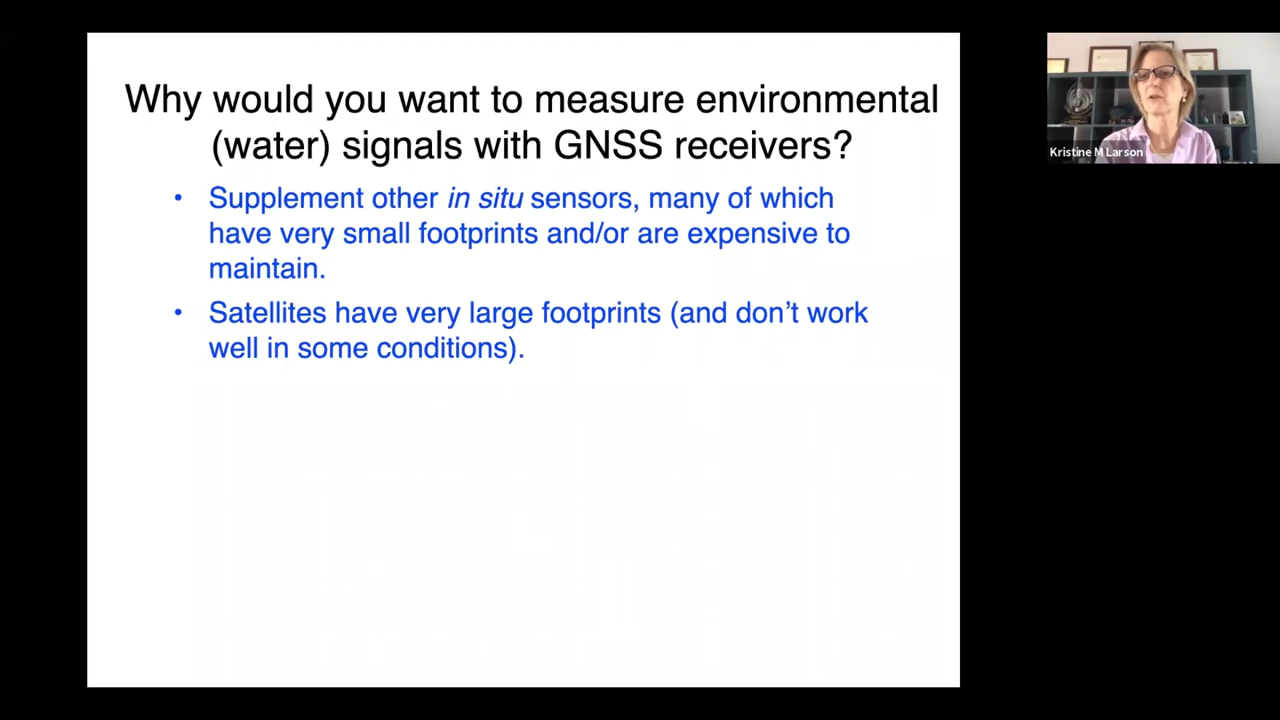 Why would you want to measure environmental
(water) signals with GNSS receivers?
• Supplement other in situ sensors, many of which
have very small footprints and/or are expensive to
maintain.
• Satellites have very large footprints (and don’t work
well in some conditions).
Kristine M Larson